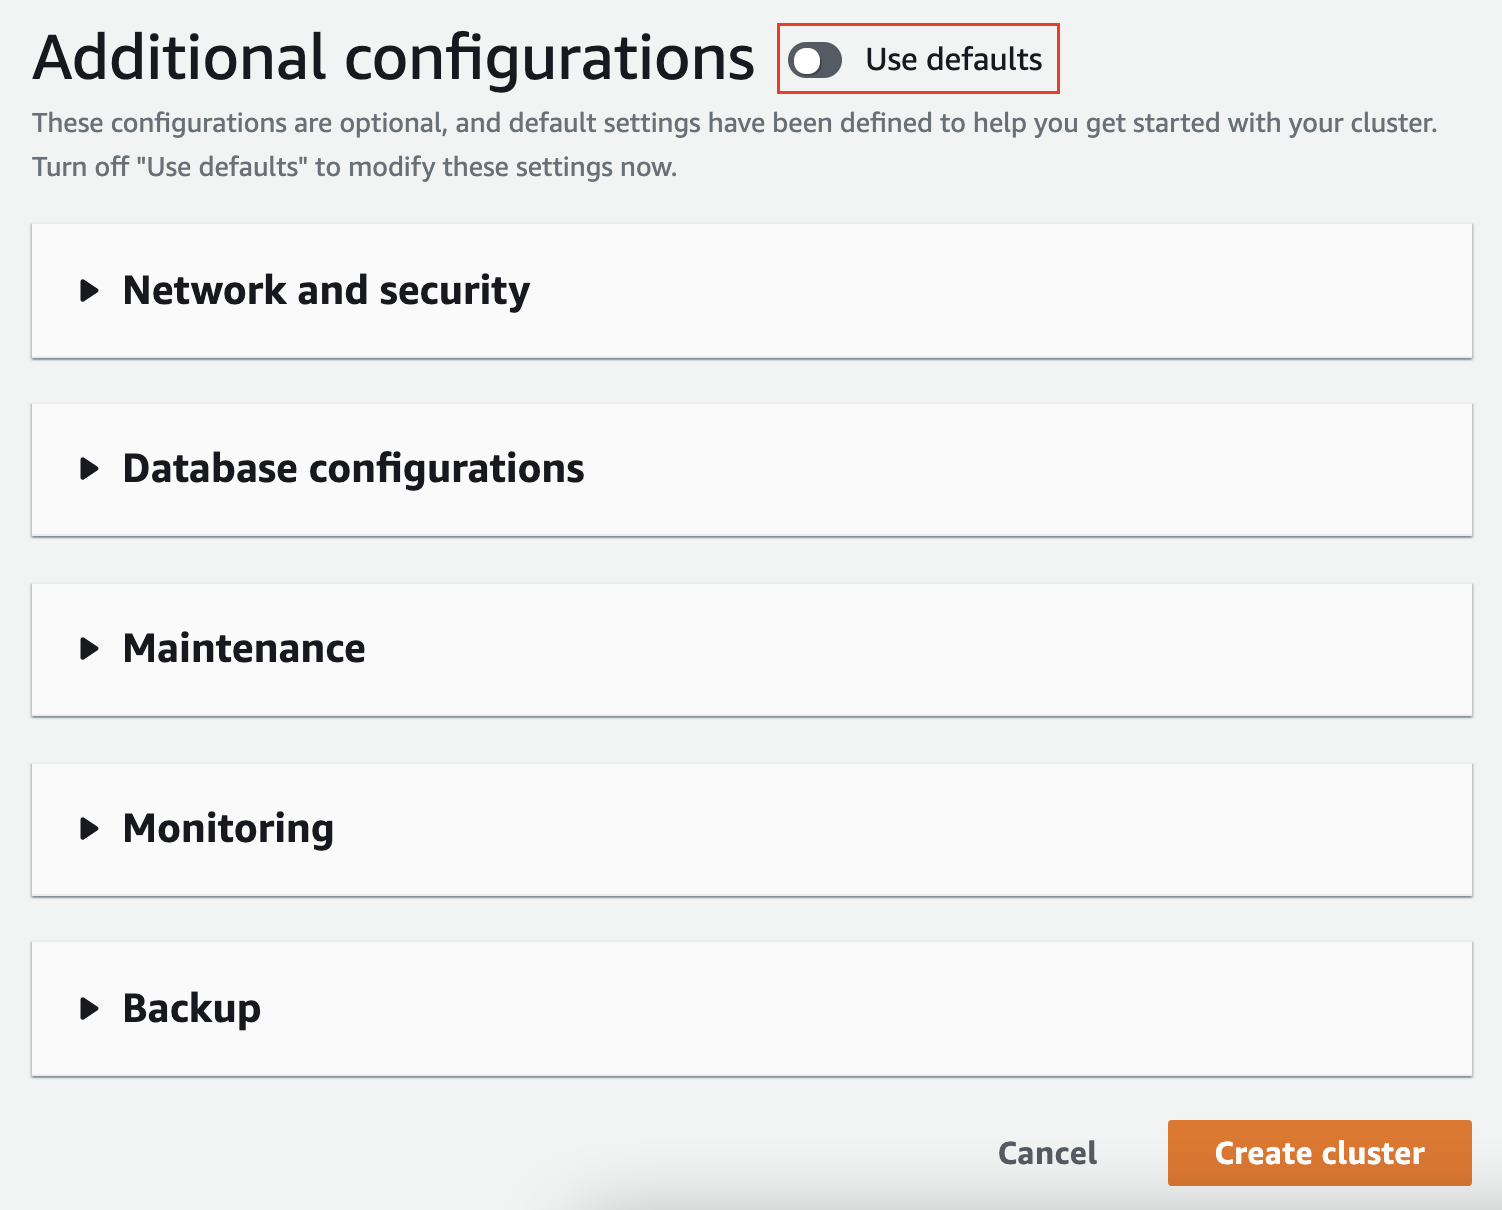 Additional configurations Use defaults
These configurations are optional, and default settings have been defined to help you get started with your cluster.
Turn off "Use defaults" to modify these settings now.
Network and security
Database configurations
Maintenance
Monitoring
Backup
Cancel Create cluster